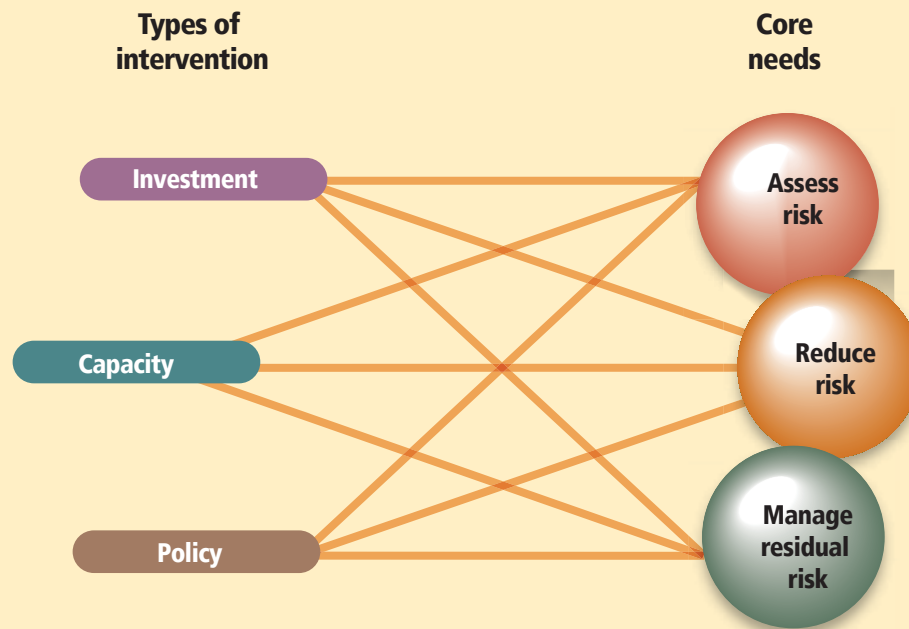 Types of
intervention
Core
needs
Investment
Assess
risk
Capacity
Reduce
risk
Policy
Manage
residual
risk